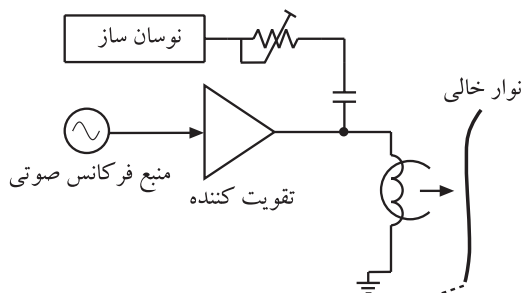 نوسان ساز
نوار خالی
منبع فرکانس صوتی
تقویت کننده